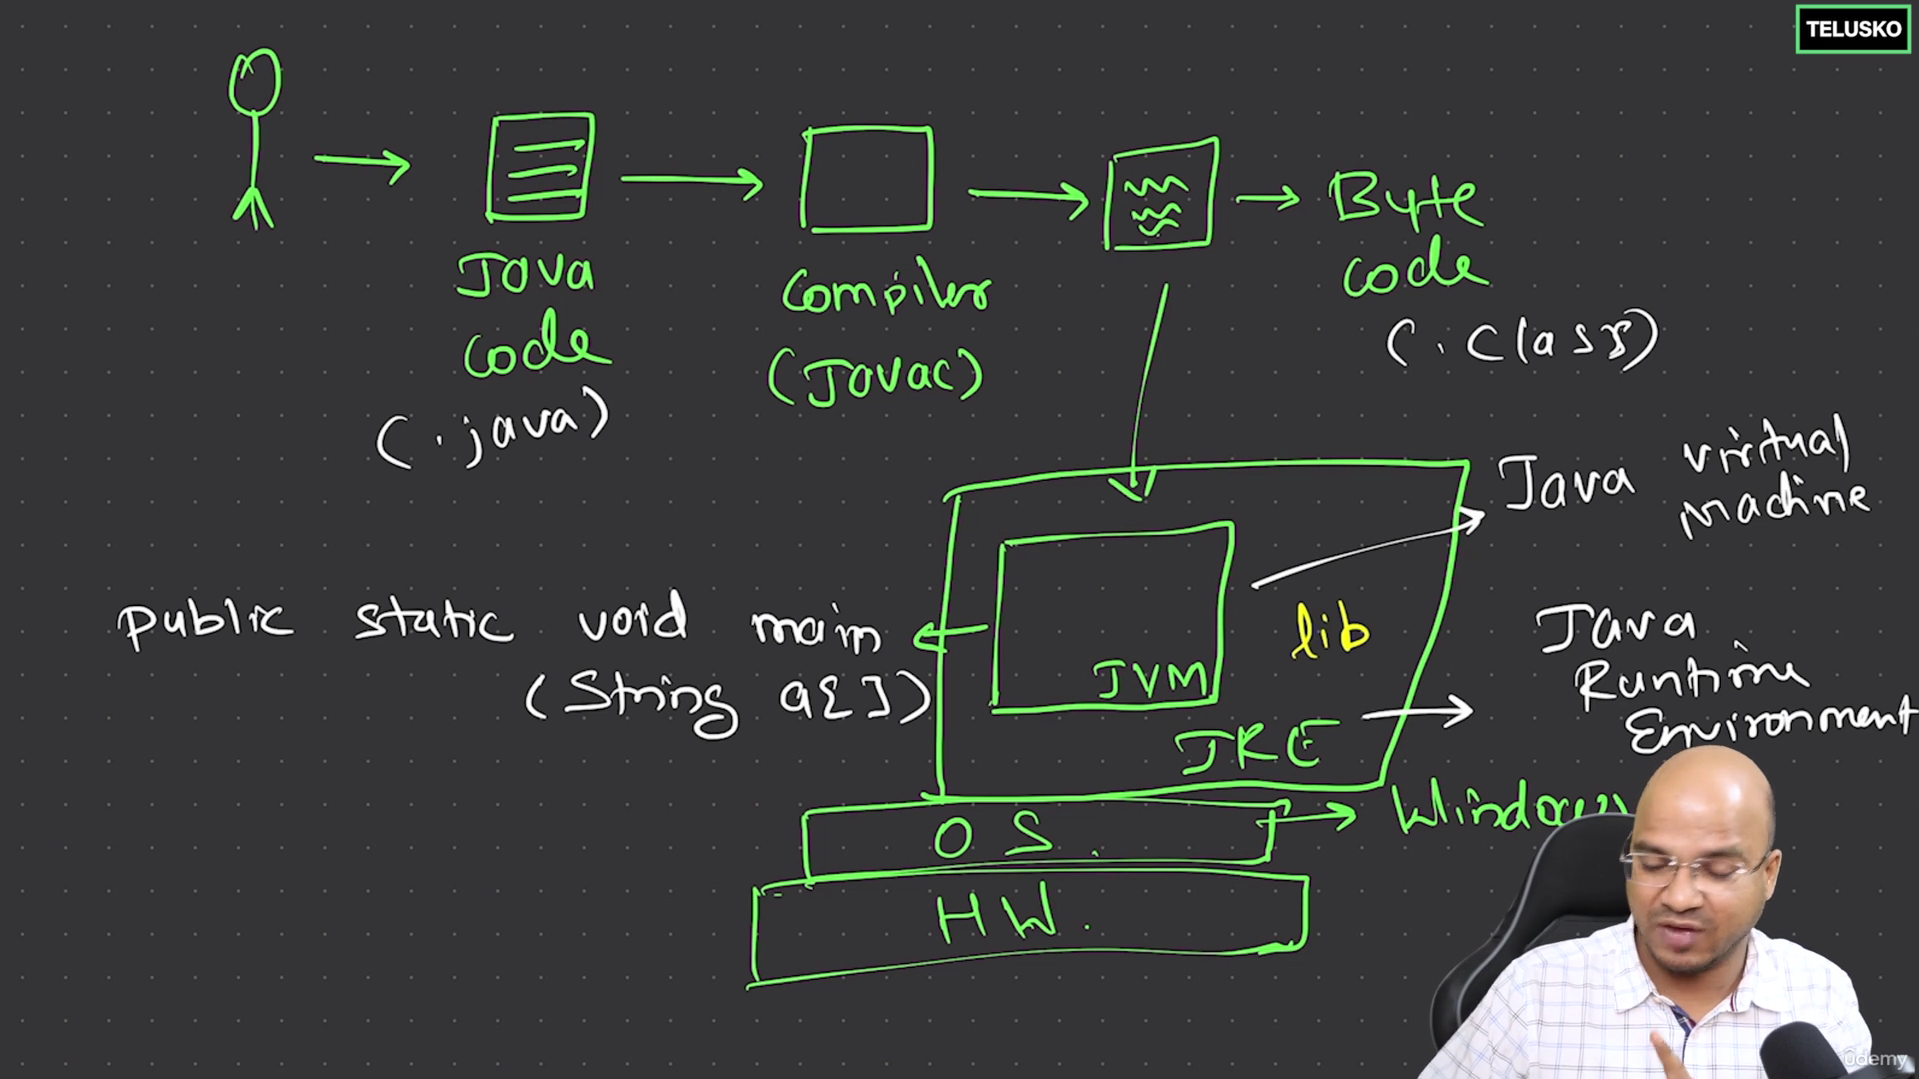 TELUSKO
Java
code
(.java)
Compiler
(Javac)
Byte
code
(.class)
Java virtual
machine
public static void main
(String a[])
lib
JVM
Java
Runtime
Environment
JRE
OS.
Windows
HW.
ûdemy